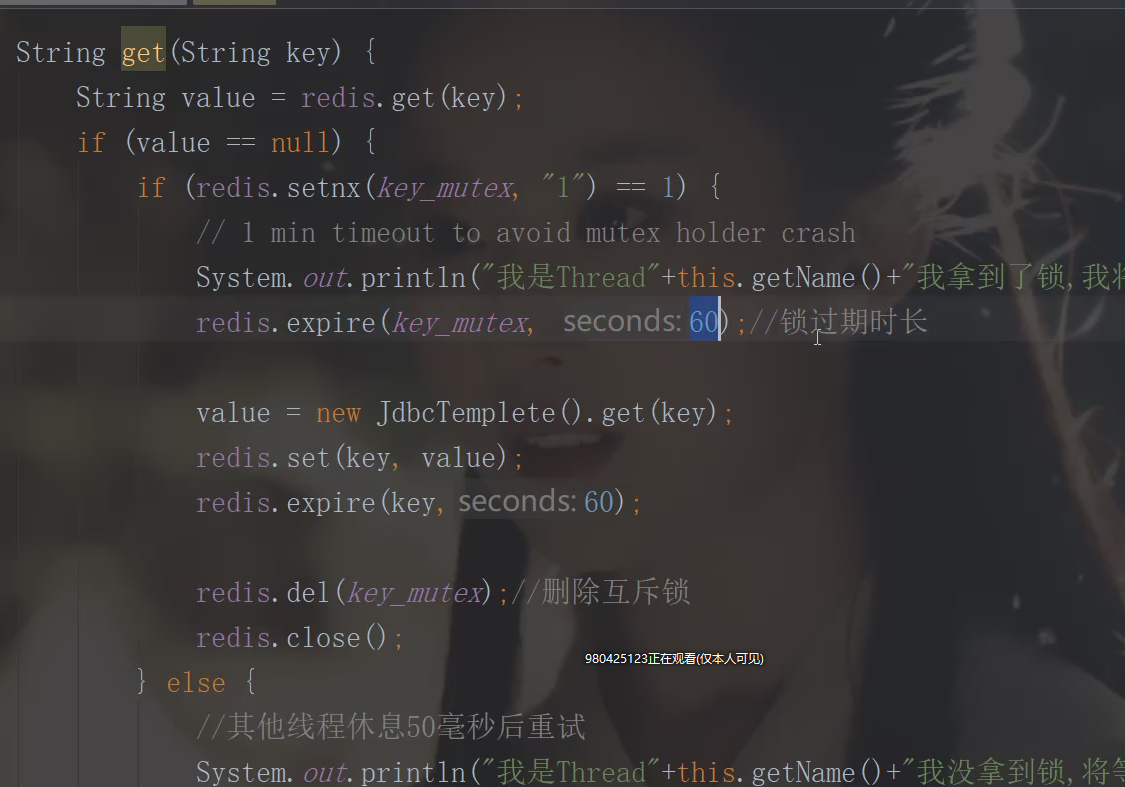 String get(String key) {
String value = redis.get(key);
if (value == null) {
if (redis.setnx(key_mutex, "1") == 1) {
// 1 min timeout to avoid mutex holder crash
System.out.println("我是Thread"+this.getName()+"我拿到了锁,我将
redis.expire(key_mutex, seconds: 60);//锁过期时长
value = new JdbcTemplete().get(key);
redis.set(key, value);
redis.expire(key, seconds: 60);
redis.del(key_mutex);//删除互斥锁
redis.close();
980425123正在观看(仅本人可见)
} else {
//其他线程休息50毫秒后重试
System.out.println("我是Thread"+this.getName()+"我没拿到锁,将等